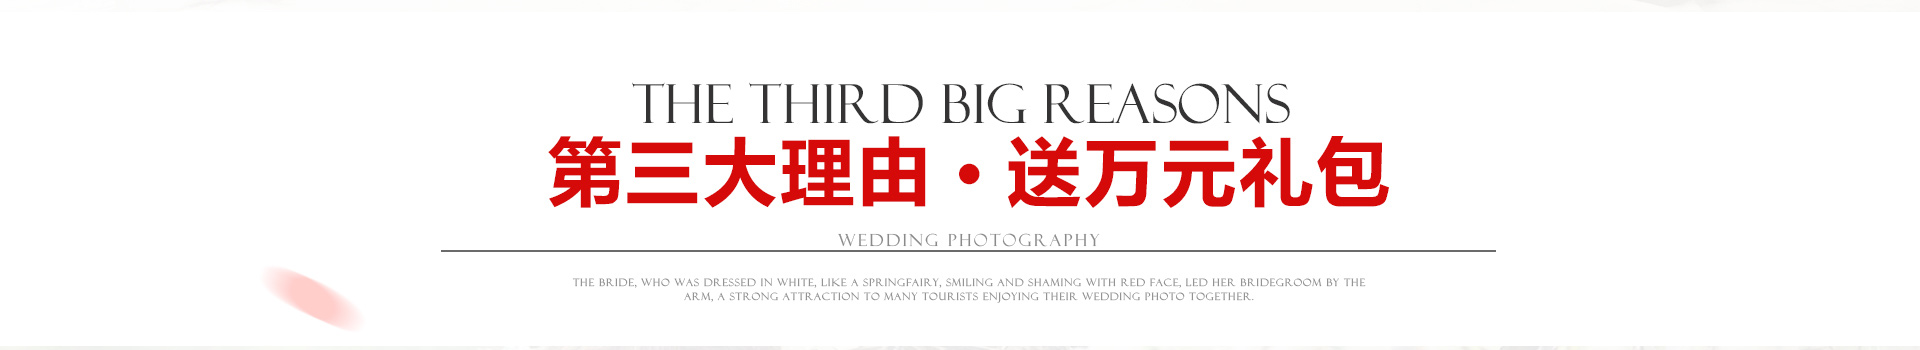 THE THIRD BIG REASONS
第三大理由·送万元礼包
WEDDING PHOTOGRAPHY
THE BRIDE, WHO WAS DRESSED IN WHITE, LIKE A SPRINGFAIRY, SMILING AND SHAMING WITH RED FACE, LED HER BRIDEGROOM BY THE
ARM, A STRONG ATTRACTION TO MANY TOURISTS ENJOYING THEIR WEDDING PHOTO TOGETHER.